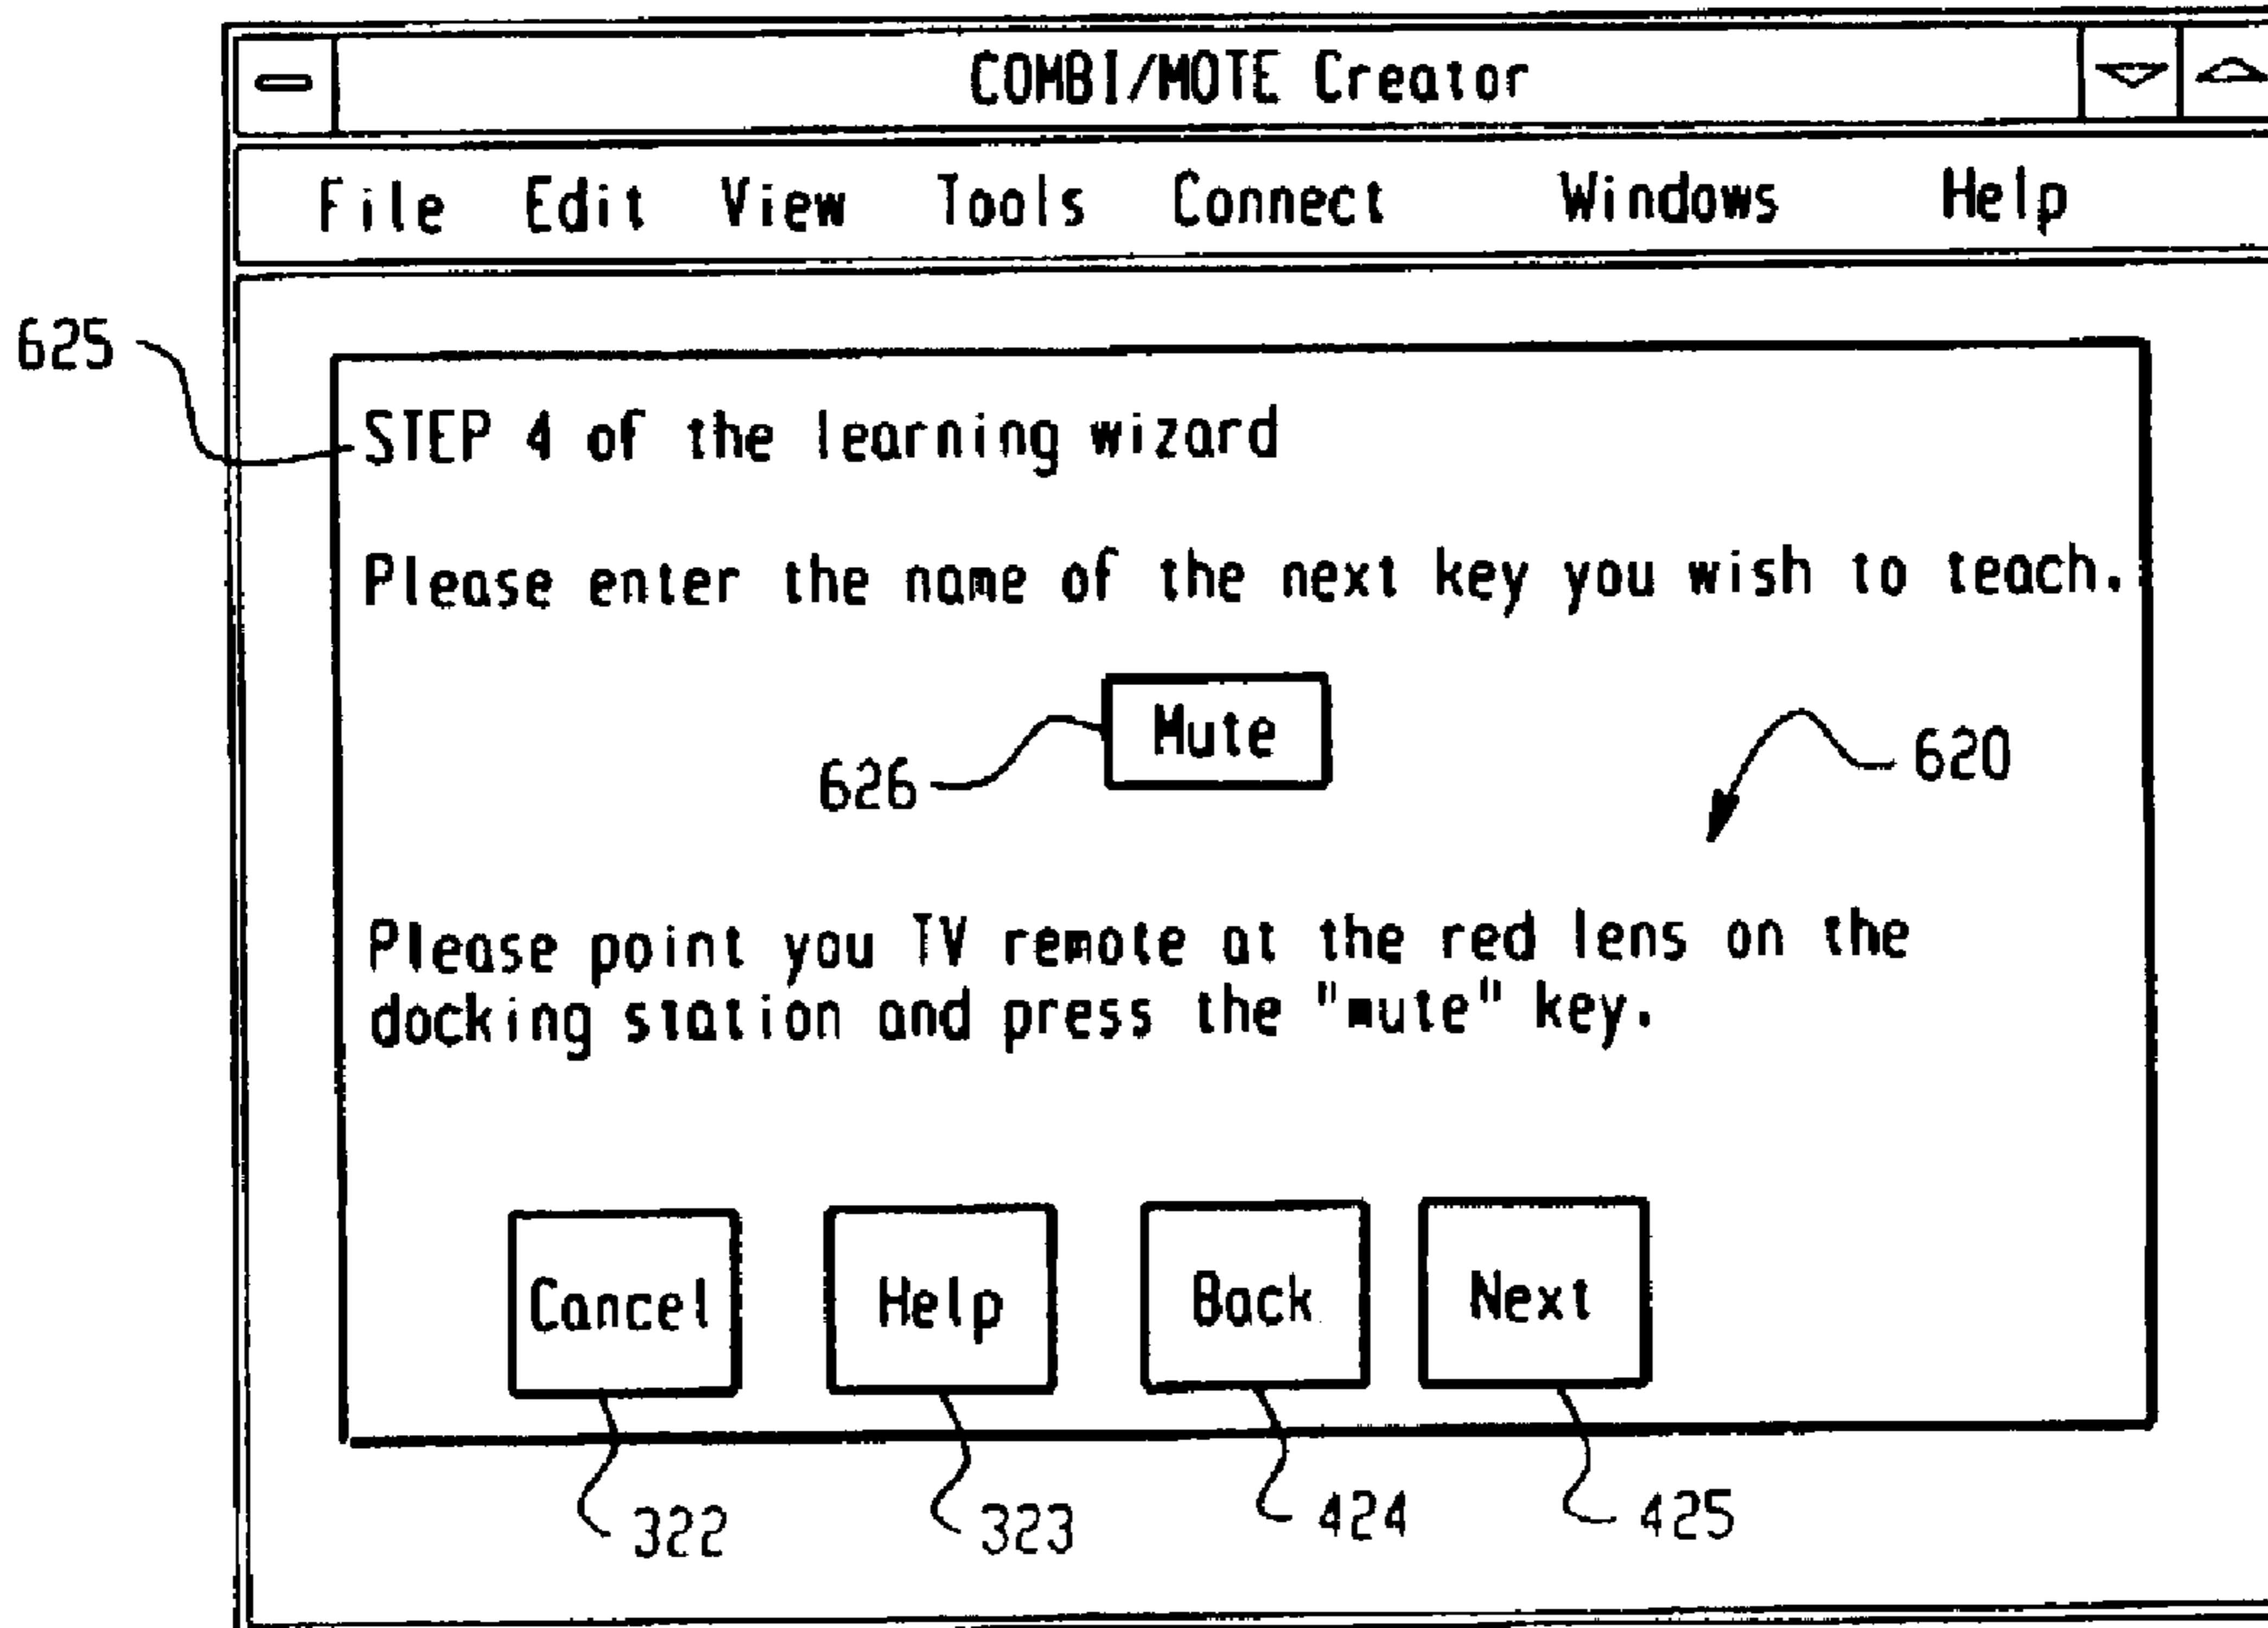 COMBI/MOTE Creator
File Edit View Tools Connect Windows Help
625
STEP 4 of the learning wizard
Please enter the name of the next key you wish to teach.
Mute
626
620
Please point you TV remote at the red lens on the
docking station and press the "mute" key.
Cancel Help Back Next
322 323 424 425